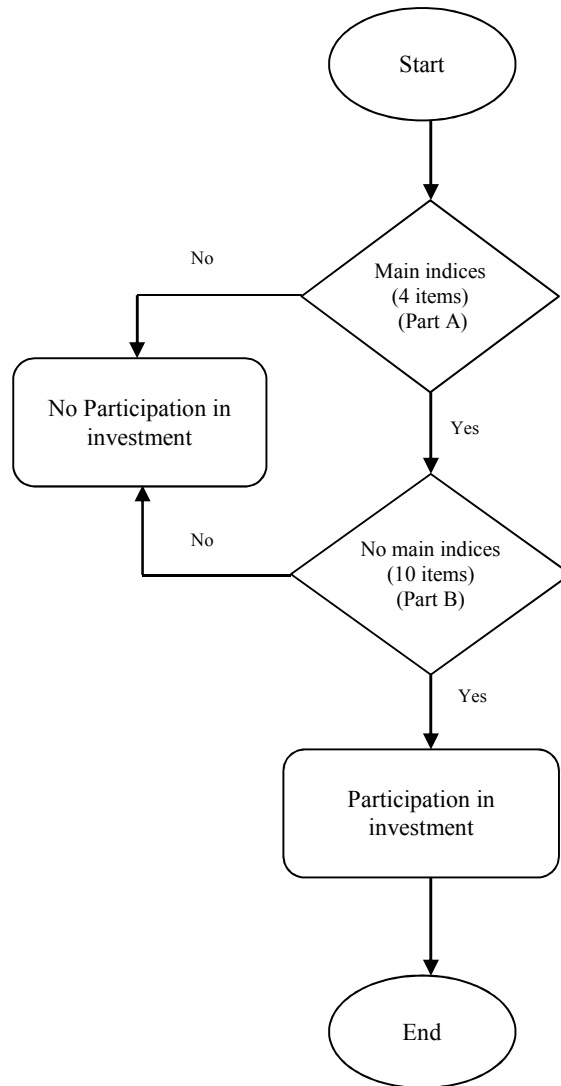 Start
No
Main indices
(4 items)
(Part A)
No Participation in
investment
Yes
No
No main indices
(10 items)
(Part B)
Yes
Participation in
investment
End